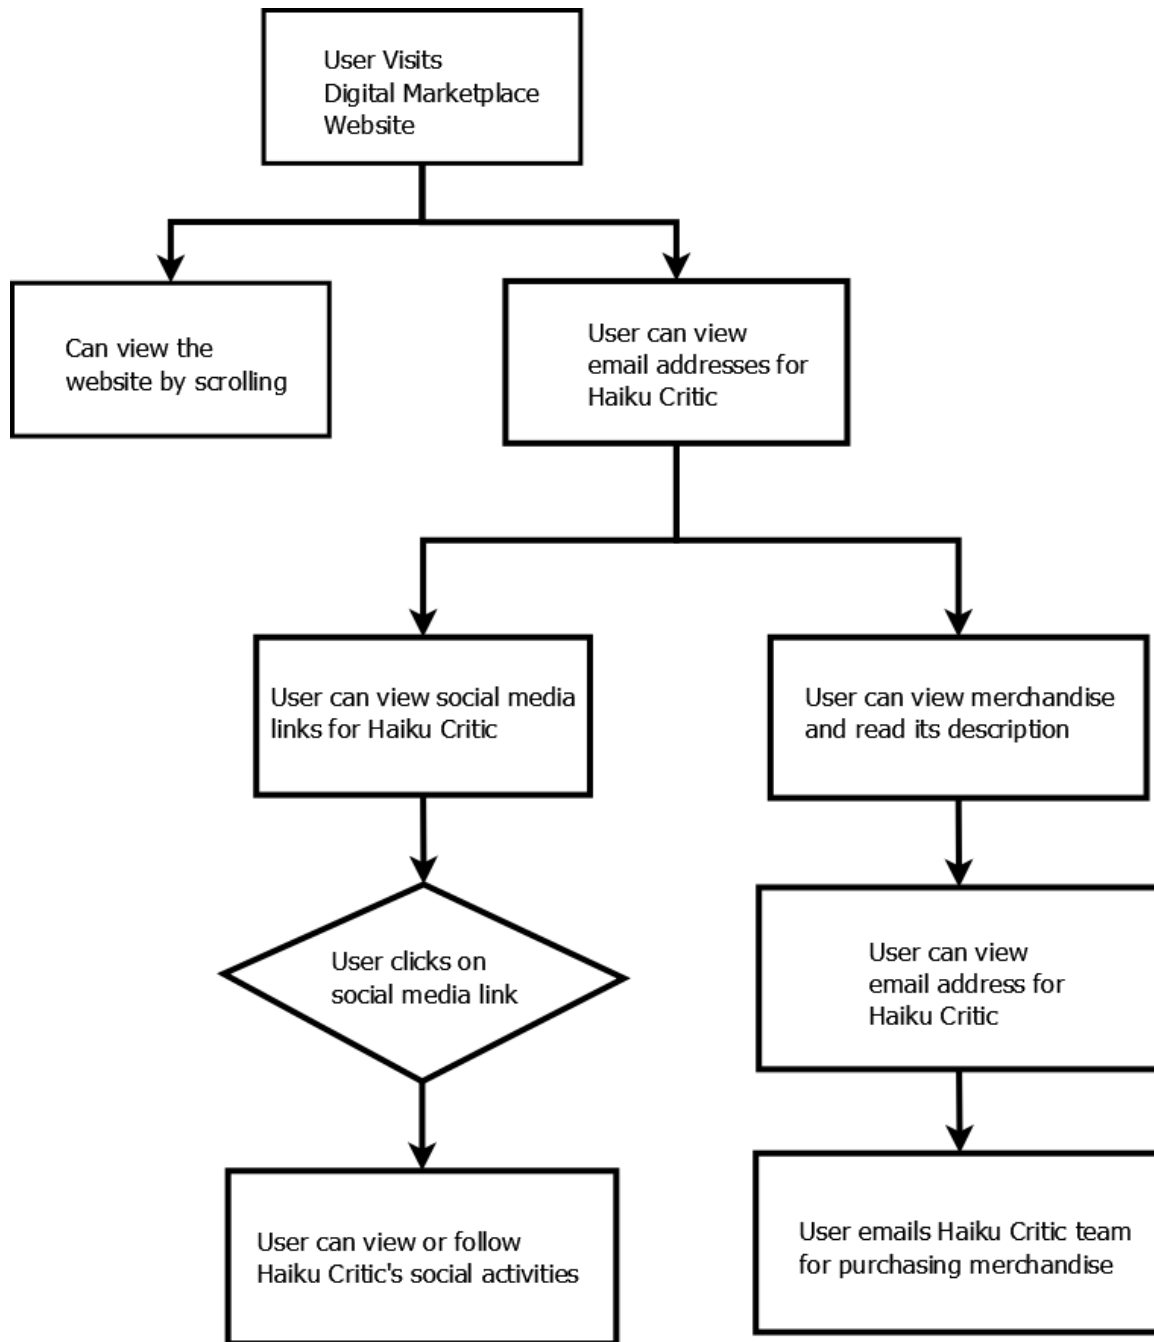 User Visits
Digital Marketplace
Website
Can view the
website by scrolling
User can view
email addresses for
Haiku Critic
User can view social media
links for Haiku Critic
User can view merchandise
and read its description
User clicks on
social media link
User can view
email address for
Haiku Critic
User can view or follow
Haiku Critic's social activities
User emails Haiku Critic team
for purchasing merchandise